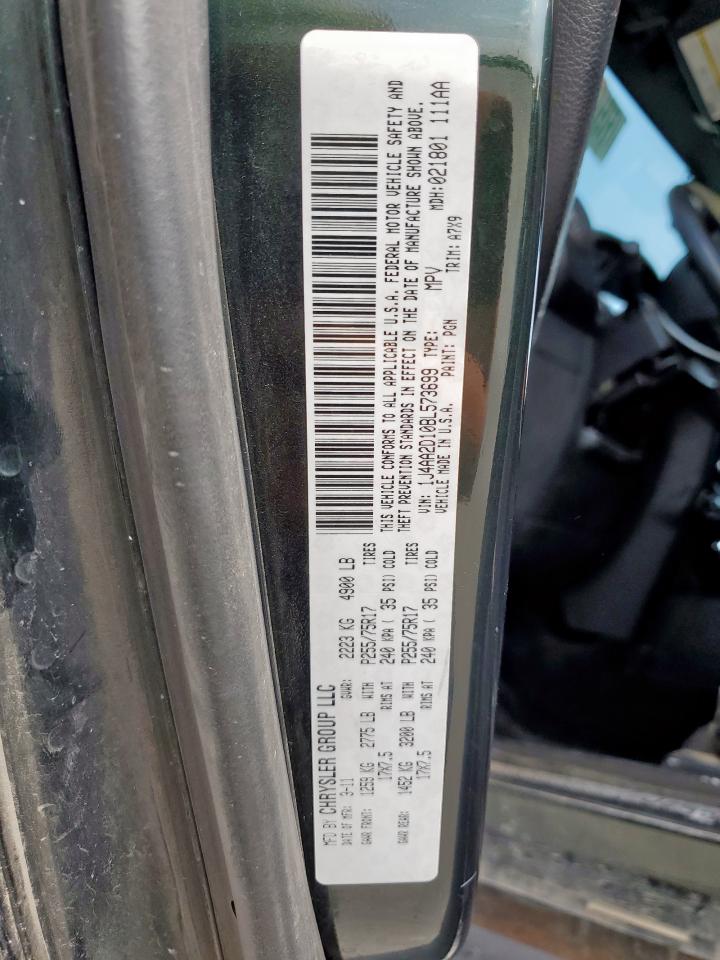 MFD BY CHRYSLER GROUP LLC
DATE OF MFR: 3-11 GVWR: 2223 KG 4900 LB
GAWR FRONT: 1259 KG 2775 LB WITH P255/75R17 TIRES
17X7.5 RIMS AT 240 KPA ( 35 PSI) COLD
GAWR REAR: 1452 KG 3200 LB WITH P255/75R17 TIRES
17X7.5 RIMS AT 240 KPA ( 35 PSI) COLD
THIS VEHICLE CONFORMS TO ALL APPLICABLE U.S.A. FEDERAL MOTOR VEHICLE SAFETY AND
THEFT PREVENTION STANDARDS IN EFFECT ON THE DATE OF MANUFACTURE SHOWN ABOVE.
VIN: 1J4AA2D10BL573699 TYPE: MPV MDH:021801 111AA
VEHICLE MADE IN U.S.A. PAINT: PGN TRIM: A7X9